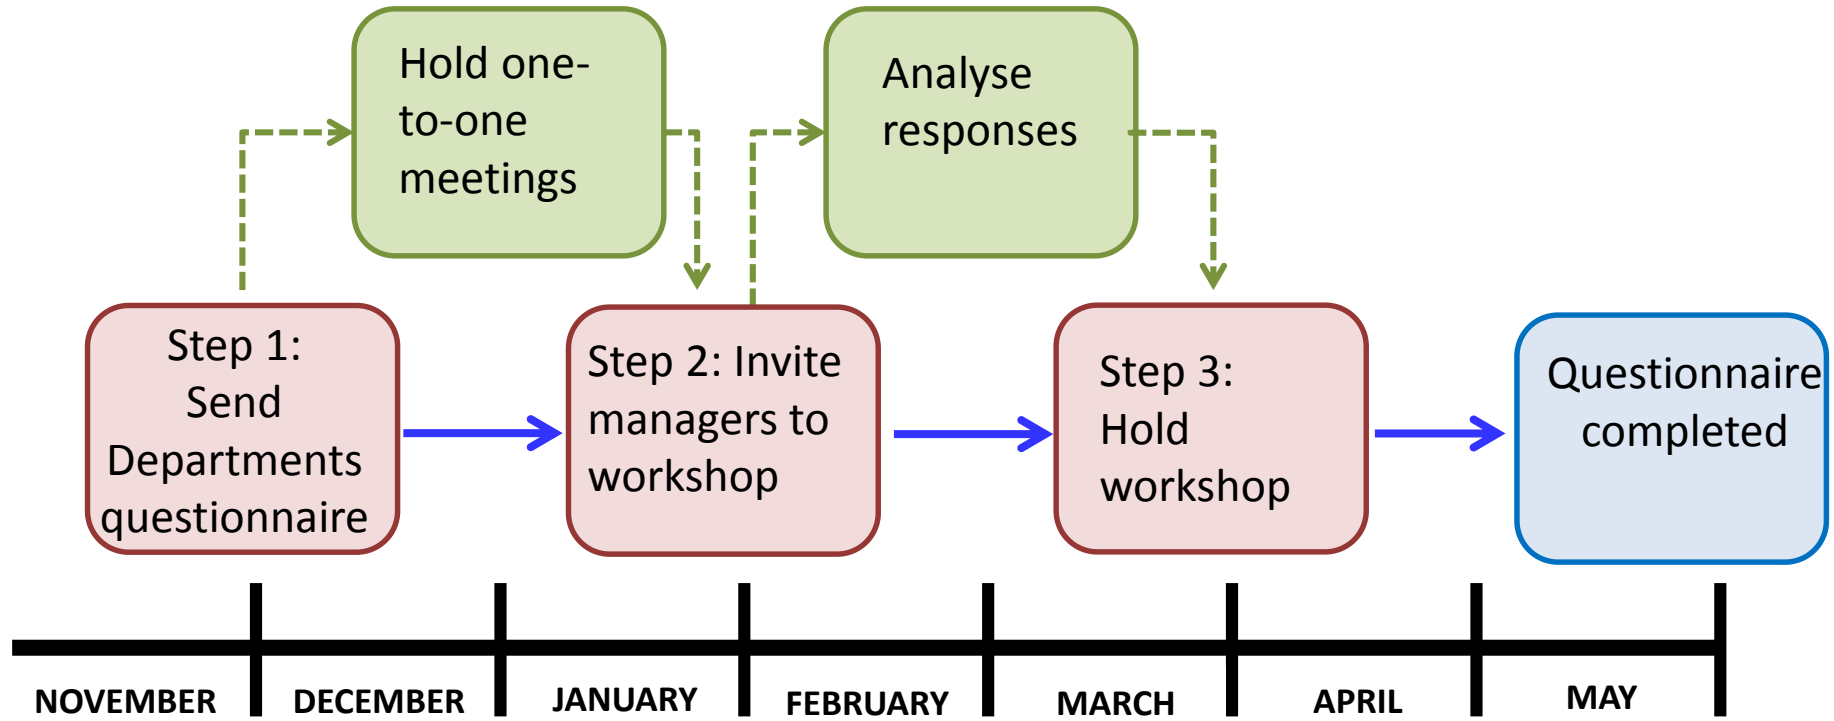 Hold one-
to-one
meetings
Analyse
responses
Step 1:
Send
Departments
questionnaire
Step 2: Invite
managers to
workshop
Step 3:
Hold
workshop
Questionnaire
completed
NOVEMBER
DECEMBER
JANUARY
FEBRUARY
MARCH
APRIL
MAY